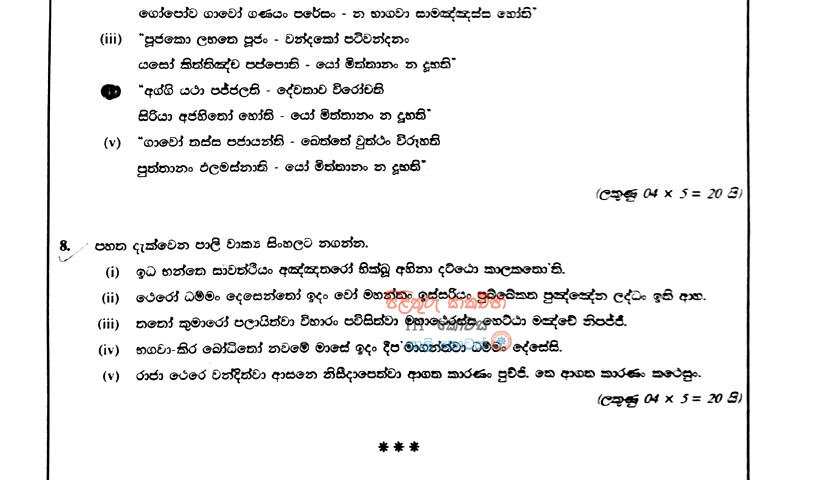 ගෝපෝව ගාවෝ ගණයං පරේසං - න භාගවා සාමඤ්ඤස්ස හෝති"
(iii) "පූජකො ලභතෙ පූජං - වන්දකෝ පටිවන්දනං
යසෝ කිත්තිඤ්ච පප්පොති - යෝ මිත්තානං න දූභති"
"අග්ගි යථා පජ්ජලති - දේවතාව විරෝචති
සිරියා අජහිතෝ හෝති - යෝ මිත්තානං න දූභති"
(v) "ගාවෝ තස්ස පජායන්ති - ඛෙත්තේ වුත්ථං විරූහති
පුත්තානං ඵලමස්නාති - යෝ මිත්තානං න දූභති"
(ලකුණු 04 × 5 = 20 යි)
8. පහත දැක්වෙන පාලි වාක්‍ය සිංහලට නගන්න.
(i) ඉධ භන්තෙ සාවත්ථියං අඤ්ඤතරෝ භික්ඛු අහිනා දට්ඨො කාලකතො'ති.
(ii) ථෙරෝ ධම්මං දෙසෙන්තෝ ඉදං වෝ මහන්තං ඉස්සරියං පුබ්බේකත පුඤ්ඤේන ලද්ධං ඉති ආහ.
(iii) තතෝ කුමාරෝ පලායිත්වා විහාරං පවිසිත්වා මහාථෙරස්ස හෙට්ඨා මඤ්චේ නිපජ්ජි.
(iv) භගවා-කිර බෝධිතෝ නවමේ මාසේ ඉදං දීප'මාගන්ත්වා ධම්මං දේසේසි.
(v) රාජා ථෙරෙ වන්දිත්වා ආසනෙ නිසීදාපෙත්වා ආගත කාරණං පුච්ඡි. තෙ ආගත කාරණං කථෙසුං.
(ලකුණු 04 × 5 = 20 යි)
***